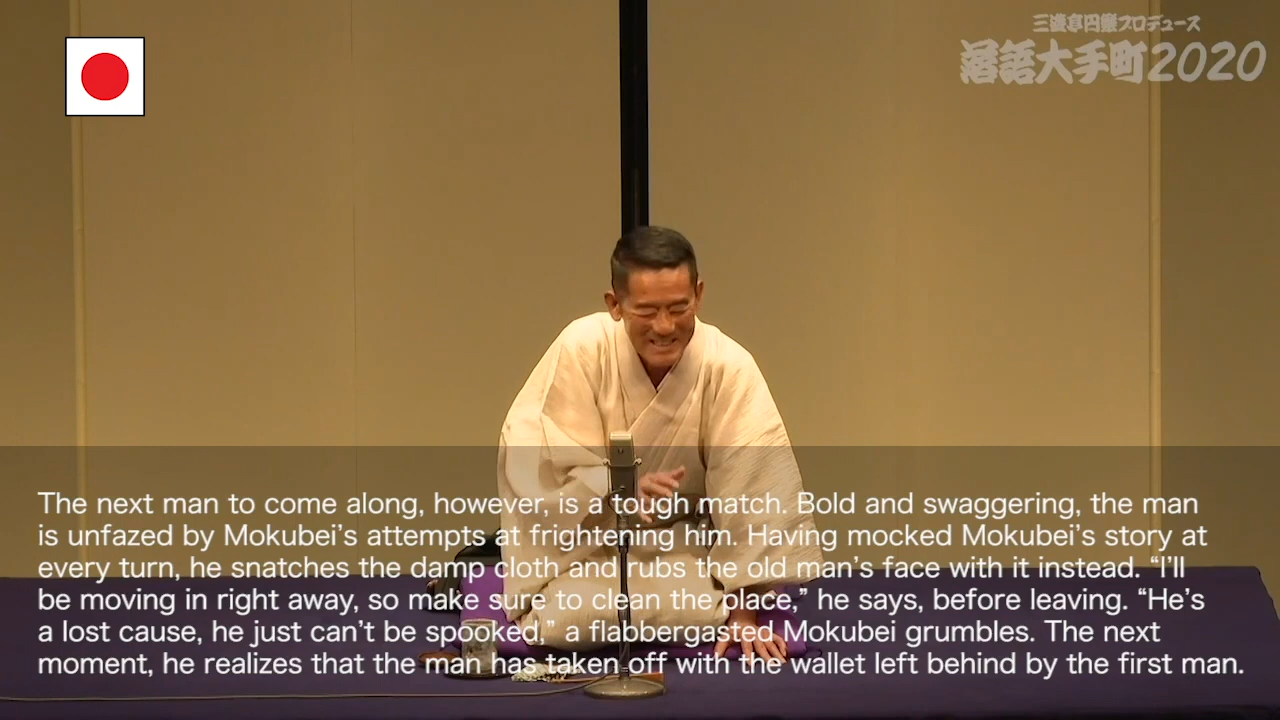 三遊亭円楽プロデュース
落語大手町2020
The next man to come along, however, is a tough match. Bold and swaggering, the man
is unfazed by Mokubei’s attempts at frightening him. Having mocked Mokubei’s story at
every turn, he snatches the damp cloth and rubs the old man’s face with it instead. “I’ll
be moving in right away, so make sure to clean the place,” he says, before leaving. “He’s
a lost cause, he just can’t be spooked,” a flabbergasted Mokubei grumbles. The next
moment, he realizes that the man has taken off with the wallet left behind by the first man.